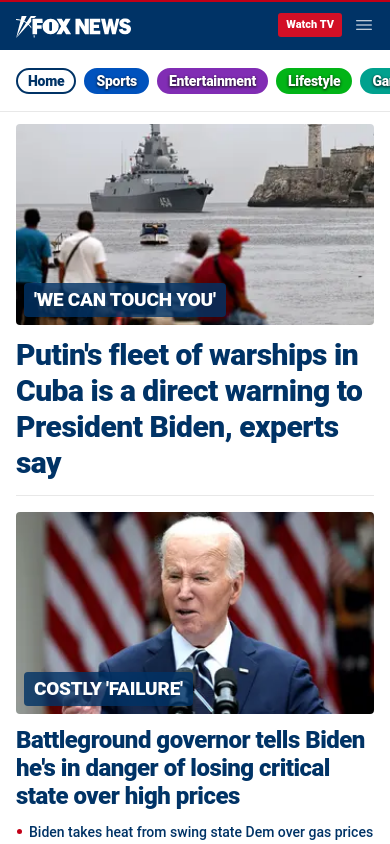 FOX NEWS
Watch TV
Home
Sports
Entertainment
Lifestyle
Ga
454
'WE CAN TOUCH YOU'
Putin's fleet of warships in
Cuba is a direct warning to
President Biden, experts
say
COSTLY 'FAILURE'
Battleground governor tells Biden
he's in danger of losing critical
state over high prices
Biden takes heat from swing state Dem over gas prices